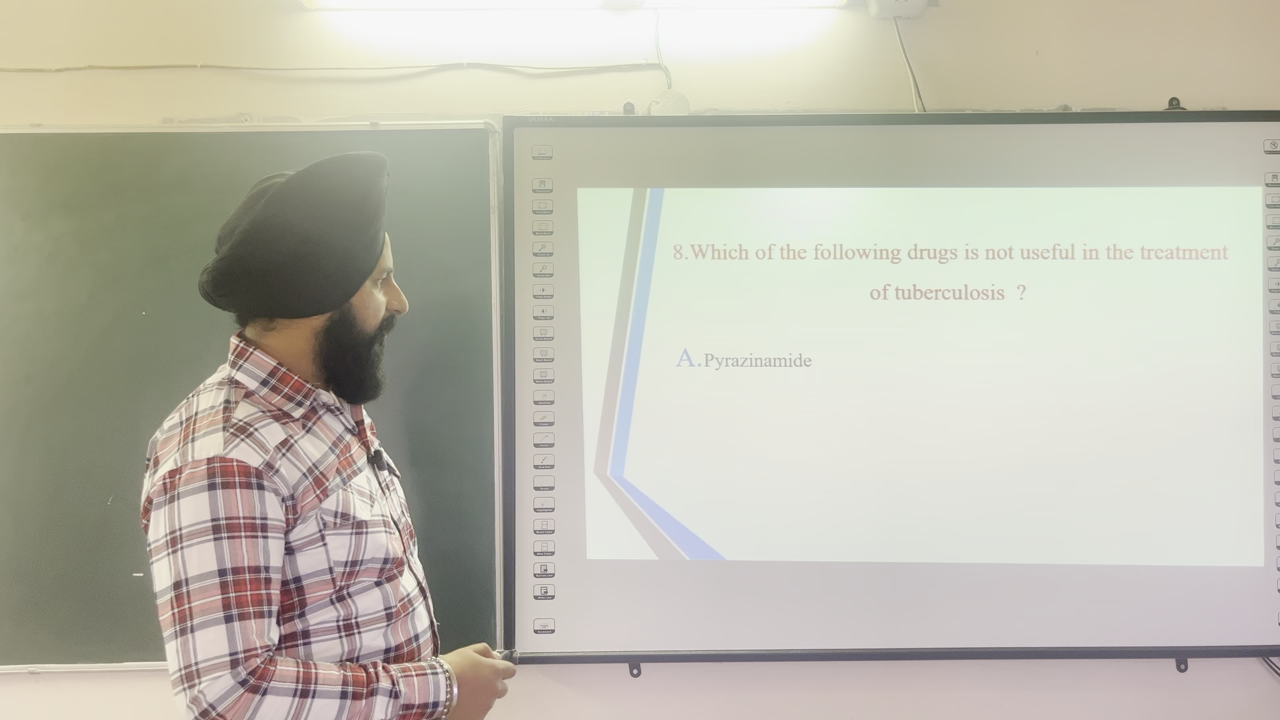 8.Which of the following drugs is not useful in the treatment
of tuberculosis ?
A.Pyrazinamide